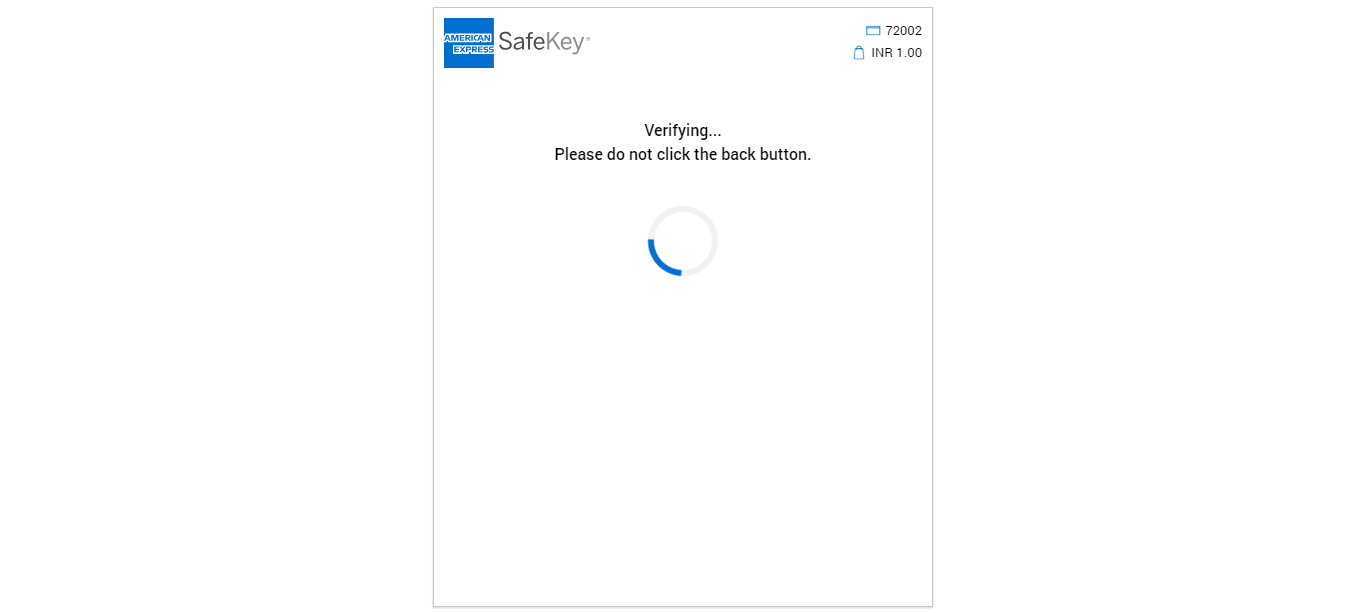 AMERICAN
EXPRESS
SafeKey®
72002
INR 1.00
Verifying...
Please do not click the back button.